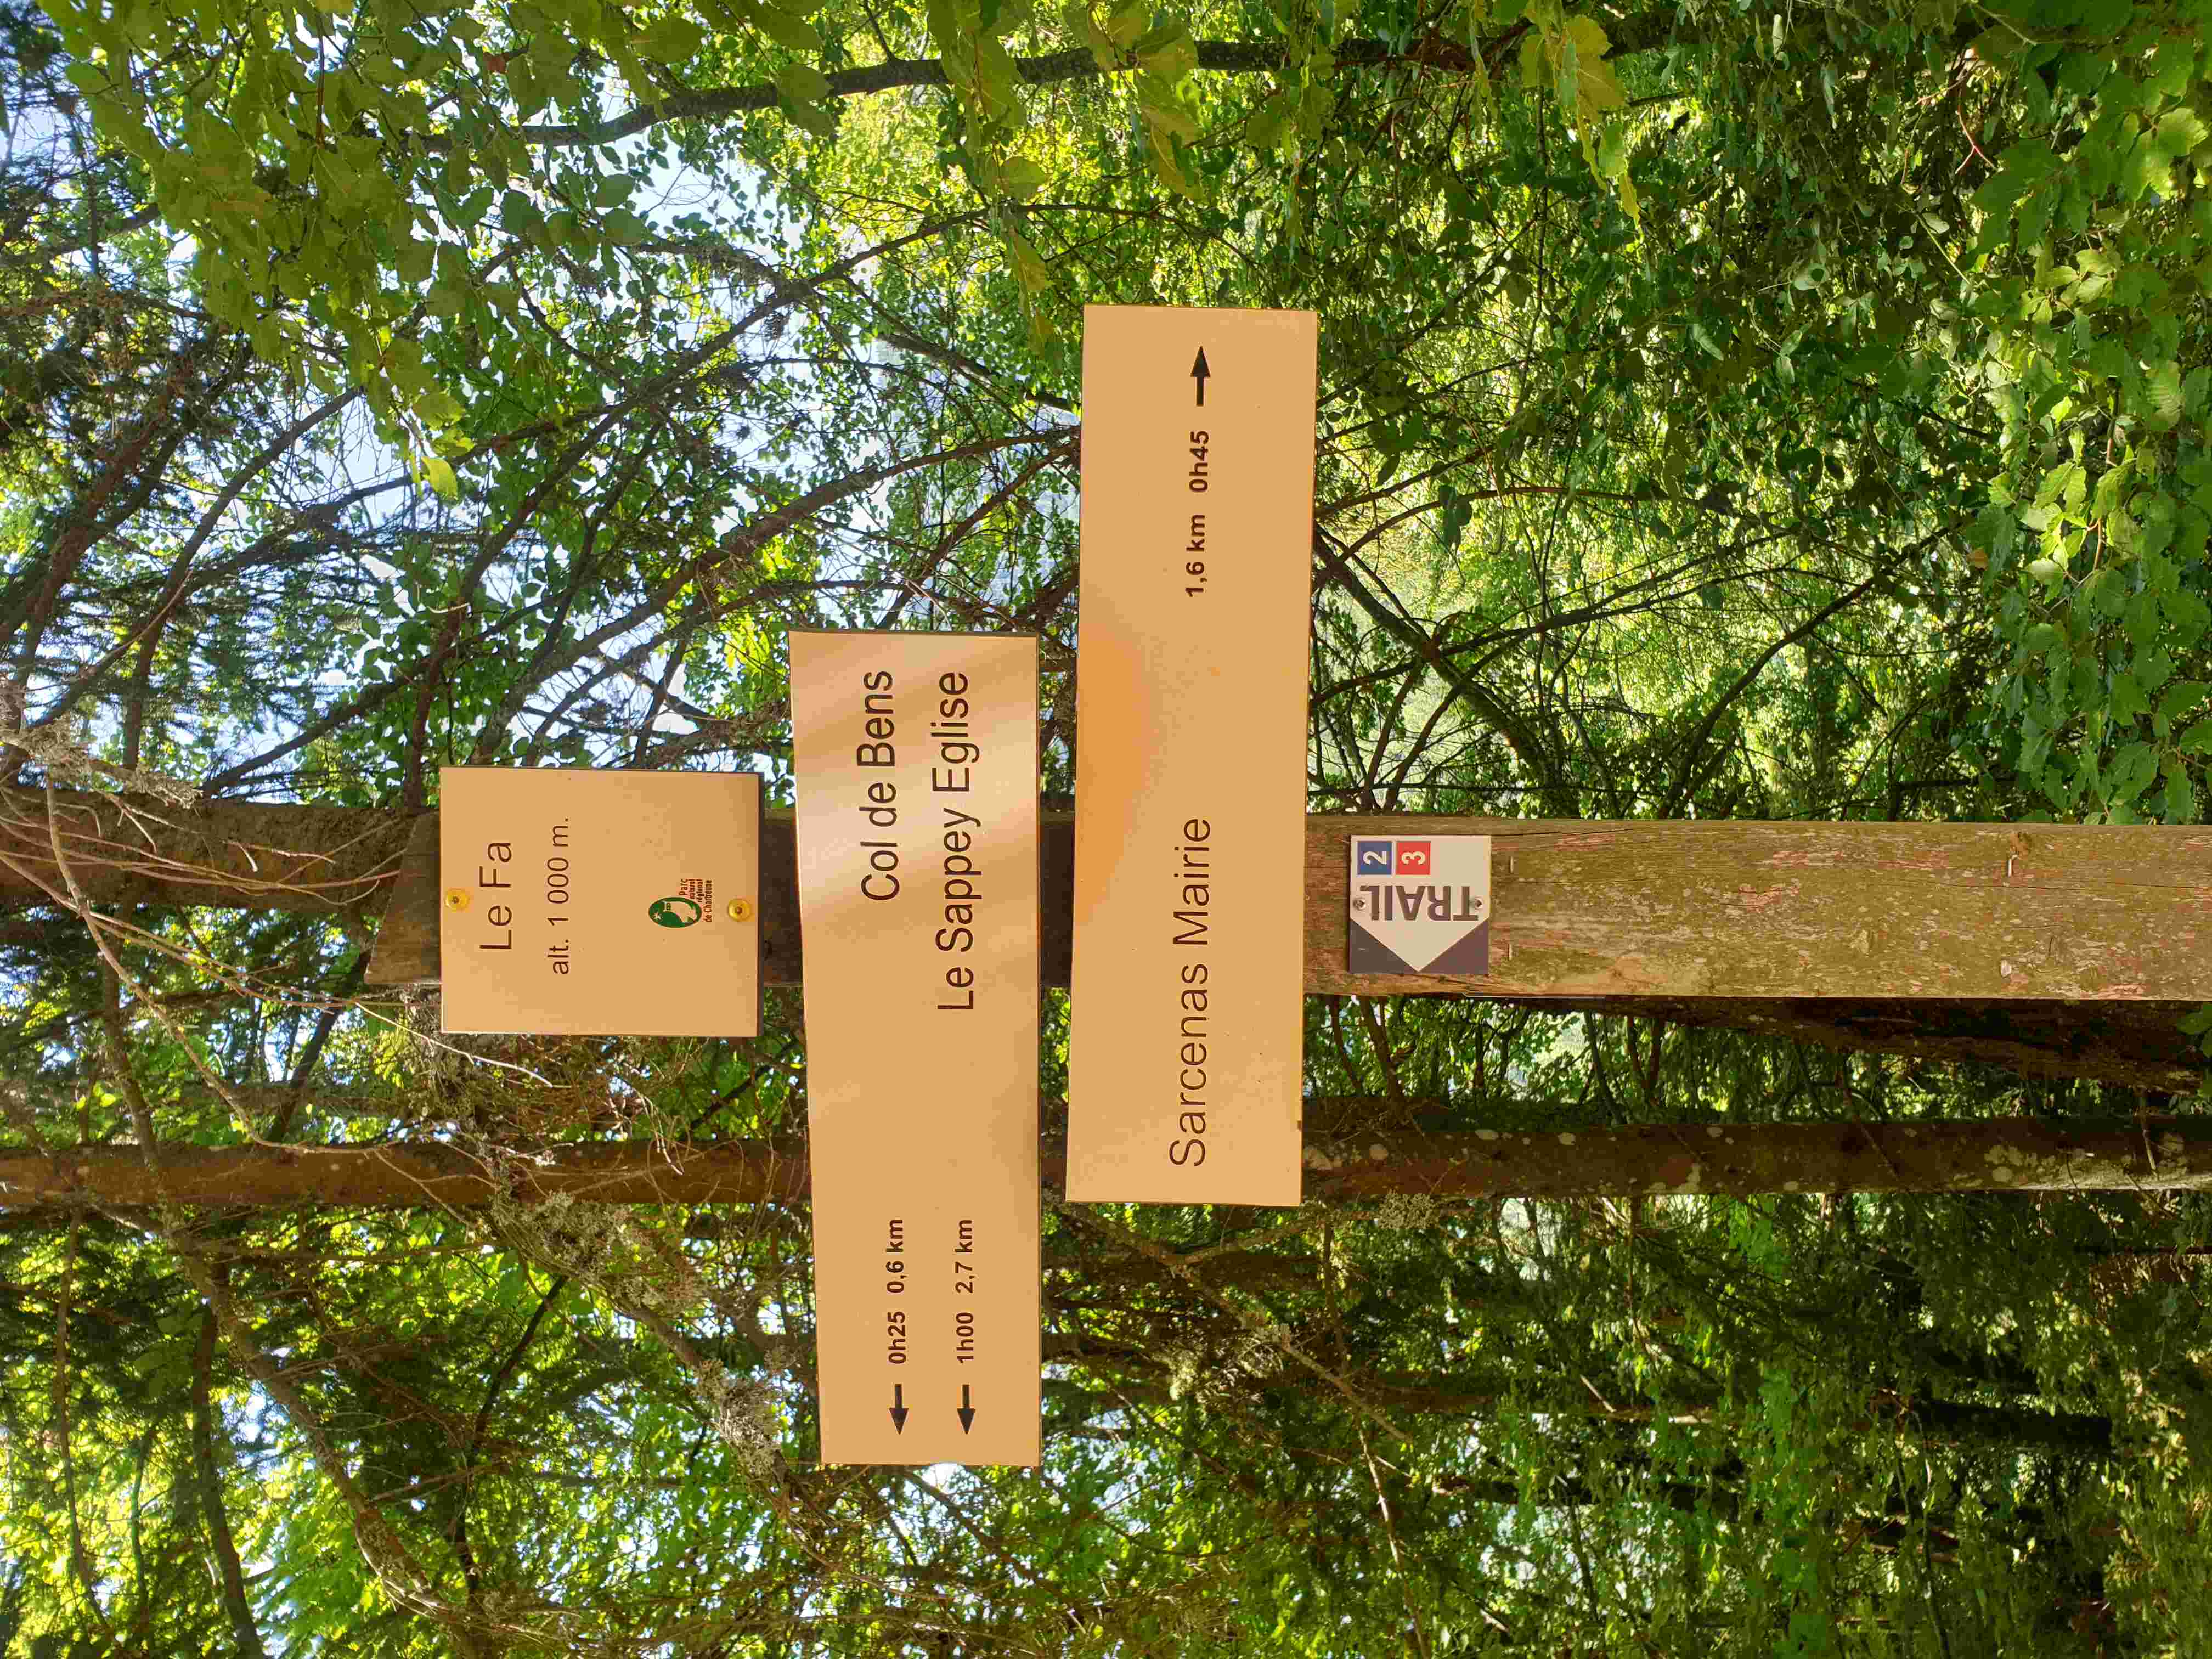 Le Fa
alt. 1 000 m.
Parc
naturel
régional
de Chartreuse
0h25 0,6 km Col de Bens
1h00 2,7 km Le Sappey Eglise
Sarcenas Mairie 1,6 km 0h45
TRAIL
2
3